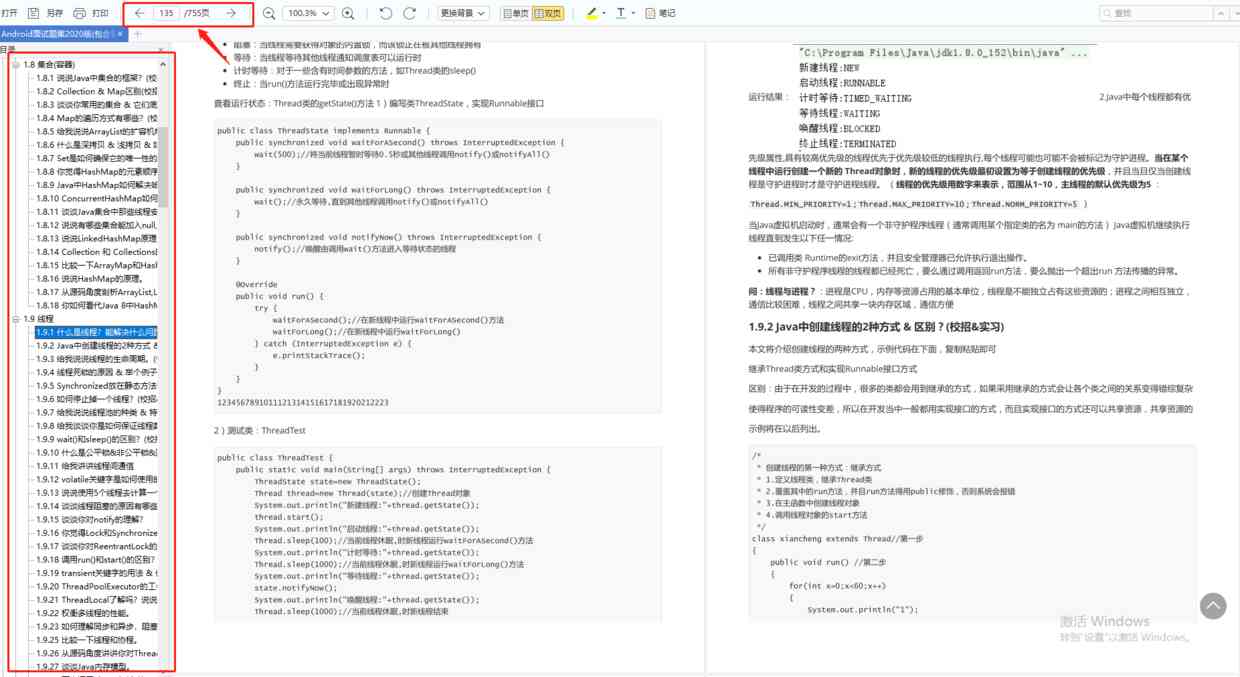 打开 另存 打印 135 /755页 100.3% 更换背景 单页 双页 笔记 查找
Android面试题集2020版(包含答
目录
1.8 集合(容器)
1.8.1 说说Java中集合的框架？(校
1.8.2 Collection & Map区别(校招
1.8.3 谈谈你常用的集合 & 它们底
1.8.4 Map的遍历方式有哪些？(校
1.8.5 给我说说ArrayList的扩容机
1.8.6 什么是深拷贝 & 浅拷贝 &
1.8.7 Set是如何确保它的唯一性的
1.8.8 你觉得HashMap的元素顺序
1.8.9 Java中HashMap如何解决
1.8.10 ConcurrentHashMap如何
1.8.11 谈谈Java集合中那些线程安
1.8.12 说说有哪些集合能加入null
1.8.13 说说LinkedHashMap原理
1.8.14 Collection 和 Collections
1.8.15 比较一下ArrayMap和Hash
1.8.16 说说HashMap的原理。
1.8.17 从源码角度剖析ArrayList,L
1.8.18 你如何看代Java 8中HashM
1.9 线程
1.9.1 什么是线程？能解决什么问题
1.9.2 Java中创建线程的2种方式 &
1.9.3 给我说说线程的生命周期。
1.9.4 线程死锁的原因 & 举个例子
1.9.5 Synchronized放在静态方法
1.9.6 如何停止掉一个线程？(校招
1.9.7 给我说说线程池的种类 & 特
1.9.8 给我谈谈你是如何保证线程
1.9.9 wait()和sleep()的区别？(校
1.9.10 什么是公平锁&非公平锁&
1.9.11 给我讲讲线程间通信
1.9.12 volatile关键字是如何使用的
1.9.13 说说使用5个线程去计算一个
1.9.14 谈谈线程阻塞的原因有哪些
1.9.15 谈谈你对notify的理解？
1.9.16 你觉得Lock和Synchronize
1.9.17 谈谈你对ReentrantLock的
1.9.18 调用run()和start()的区别？
1.9.19 transient关键字的用法 &
1.9.20 ThreadPoolExecutor的工
1.9.21 ThreadLocal了解吗？说说
1.9.22 权衡多线程的性能。
1.9.23 如何理解同步和异步、阻塞
1.9.25 比较一下线程和协程。
1.9.26 从源码角度讲讲你对Threa
1.9.27 谈谈Java内存模型。
阻塞：当线程需要获得对象的内置锁，而该锁正在被其他线程拥有
等待：当线程等待其他线程通知调度表可以运行时
计时等待：对于一些含有时间参数的方法，如Thread类的sleep()
终止：当run()方法运行完毕或出现异常时
查看运行状态：Thread类的getState()方法 1）编写类ThreadState，实现Runnable接口
public class ThreadState implements Runnable {
public synchronized void waitForASecond() throws InterruptedException {
wait(500);//将当前线程暂时等待0.5秒或其他线程调用notify()或notifyAll()
}
public synchronized void waitForLong() throws InterruptedException {
wait();//永久等待,直到其他线程调用notify()或notifyAll()
}
public synchronized void notifyNow() throws InterruptedException {
notify();//唤醒由调用wait()方法进入等待状态的线程
}
@Override
public void run() {
try {
waitForASecond();//在新线程中运行waitForASecond()方法
waitForLong();//在新线程中运行waitForLong()
} catch (InterruptedException e) {
e.printStackTrace();
}
}
}
1234567891011121314151617181920212223
2）测试类：ThreadTest
public class ThreadTest {
public static void main(String[] args) throws InterruptedException {
ThreadState state=new ThreadState();
Thread thread=new Thread(state);//创建Thread对象
System.out.println("新建线程:"+thread.getState());
thread.start();
System.out.println("启动线程:"+thread.getState());
Thread.sleep(100);//当前线程休眠,时新线程运行waitForASecond()方法
System.out.println("计时等待:"+thread.getState());
Thread.sleep(1000);//当前线程休眠,时新线程运行waitForLong()方法
System.out.println("等待线程:"+thread.getState());
state.notifyNow();
System.out.println("唤醒线程:"+thread.getState());
Thread.sleep(1000);//当前线程休眠,时新线程结束
"C:\Program Files\Java\jdk1.8.0_152\bin\java" ...
新建线程:NEW
启动线程:RUNNABLE
运行结果： 计时等待:TIMED_WAITING 2.Java中每个线程都有优
等待线程:WAITING
唤醒线程:BLOCKED
终止线程:TERMINATED
先级属性,具有较高优先级的线程优先于优先级较低的线程执行,每个线程可能也可能不会被标记为守护进程。当在某个
线程中运行创建一个新的 Thread对象时，新的线程的优先级最初设置为等于创建线程的优先级，并且当且仅当创建线
程是守护进程时才是守护进程线程。（ 线程的优先级用数字来表示，范围从1~10，主线程的默认优先级为5 ：
Thread.MIN_PRIORITY=1；Thread.MAX_PRIORITY=10；Thread.NORM_PRIORITY=5 ）
当Java虚拟机启动时，通常会有一个非守护程序线程（ 通常调用某个指定类的名为 main的方法 ）Java虚拟机继续执行
线程直到发生以下任一情况:
已调用类 Runtime的exit方法，并且安全管理器已允许执行退出操作。
所有非守护程序线程的线程都已经死亡，要么通过调用返回run方法，要么抛出一个超出run 方法传播的异常。
问：线程与进程？：进程是CPU，内存等资源占用的基本单位，线程是不能独立占有这些资源的；进程之间相互独立，
通信比较困难，线程之间共享一块内存区域，通信方便
1.9.2 Java中创建线程的2种方式 & 区别？(校招&实习)
本文将介绍创建线程的两种方式，示例代码在下面，复制粘贴即可
继承Thread类方式和实现Runnable接口方式
区别：由于在开发的过程中，很多的类都会用到继承的方式，如果采用继承的方式会让各个类之间的关系变得错综复杂
使得程序的可读性变差，所以在开发当中一般都用实现接口的方式，而且实现接口的方式还可以共享资源，共享资源的
示例将在以后列出。
/*
* 创建线程的第一种方式：继承方式
* 1.定义线程类，继承Thread类
* 2.覆盖其中的run方法，并且run方法得用public修饰，否则系统会报错
* 3.在主函数中创建线程对象
* 4.调用线程对象的start方法
*/
class xiancheng extends Thread//第一步
{
public void run() //第二步
{
for(int x=0;x<60;x++)
{
System.out.println("1");
激活 Windows
转到"设置"以激活 Windows。